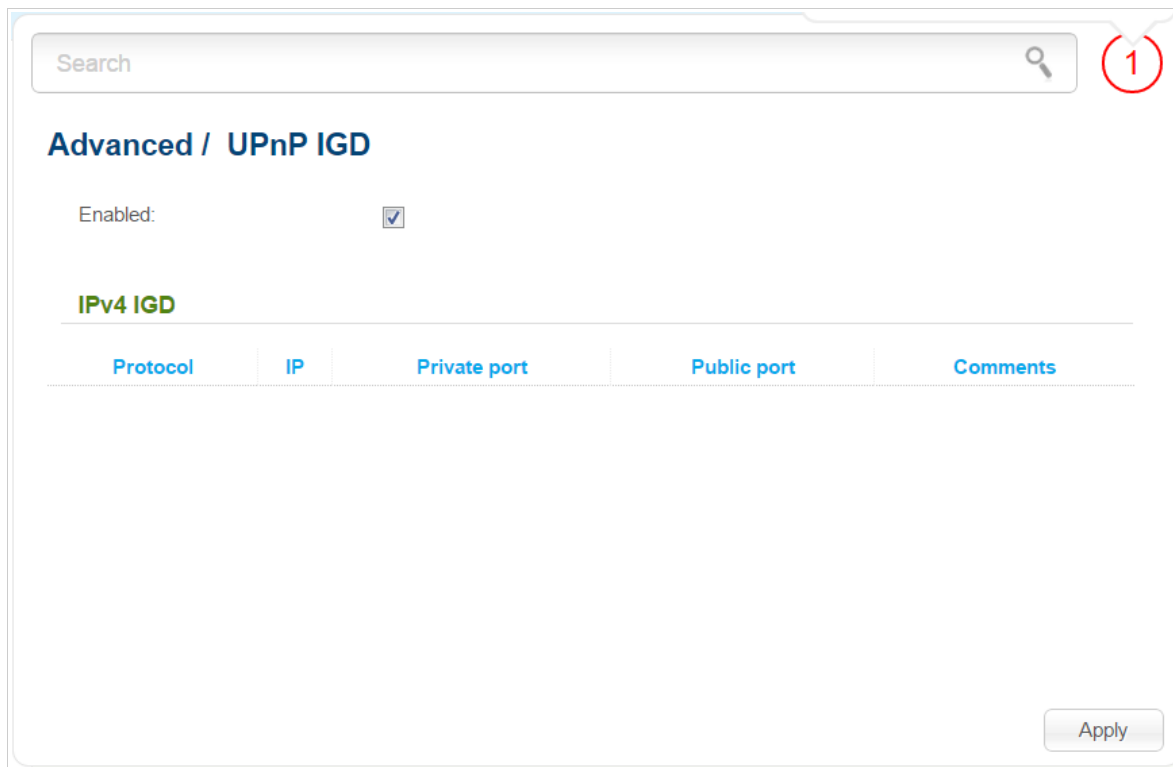 Search
1
Advanced / UPnP IGD
Enabled:
IPv4 IGD
Protocol IP Private port Public port Comments
Apply